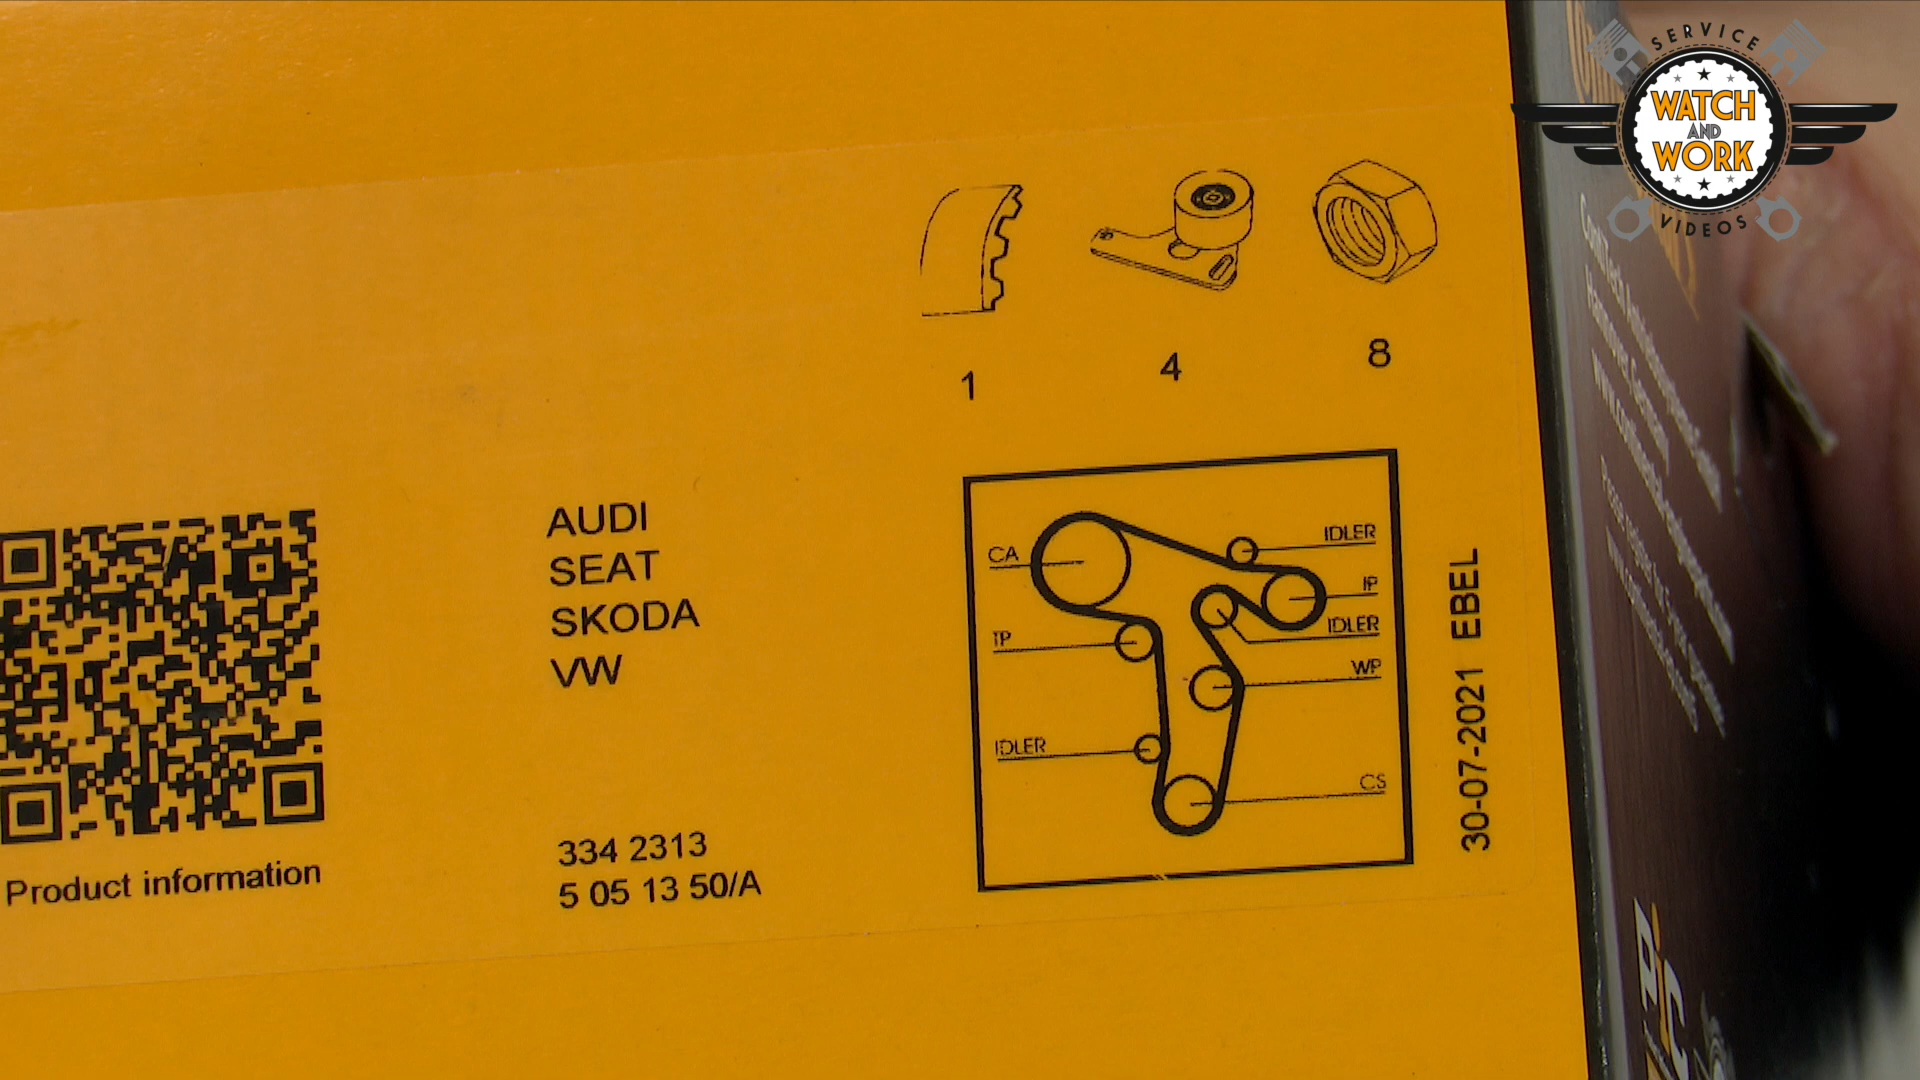 SERVICE
WATCH
AND
WORK
VIDEOS
1
4
8
AUDI
SEAT
SKODA
VW
334 2313
5 05 13 50/A
Product information
CA
IDLER
IP
TP
IDLER
WP
IDLER
CS
30-07-2021 EBEL